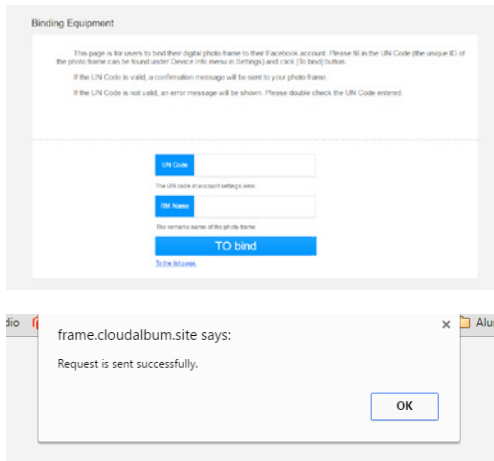 Binding Equipment
This page is for users to bind their digital photo frame to their Facebook account. Please fill in the UN Code (the unique ID of
the photo frame can be found under Device Info menu in Settings) and click (To bind) button.
If the UN Code is valid, a confirmation message will be sent to your photo frame
If the UN Code is not valid, an error message will be shown. Please double check the UN Code entered.
UN Code
The UN code at account settings view.
RM Name
The remarks name of the photo frame
TO bind
To the list page.
dio
Alu
frame.cloudalbum.site says:
Request is sent successfully.
OK